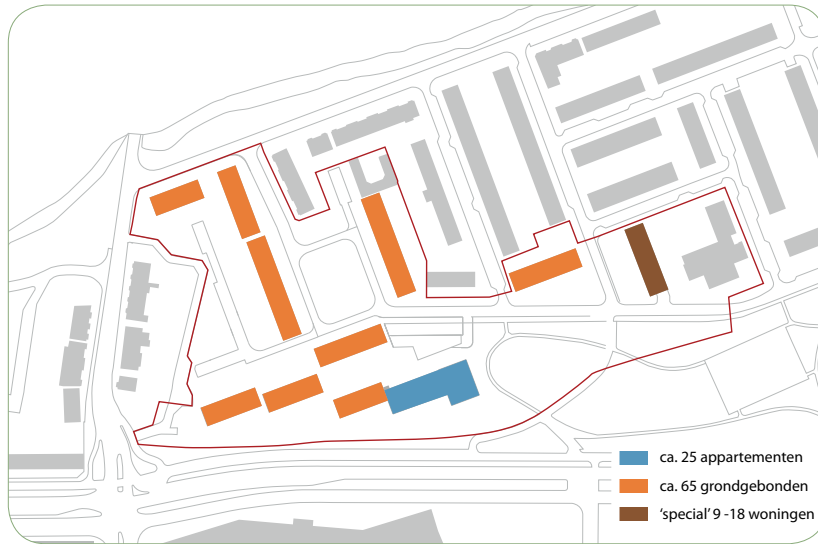 ca. 25 appartementen
ca. 65 grondgebonden
‘special’ 9 -18 woningen